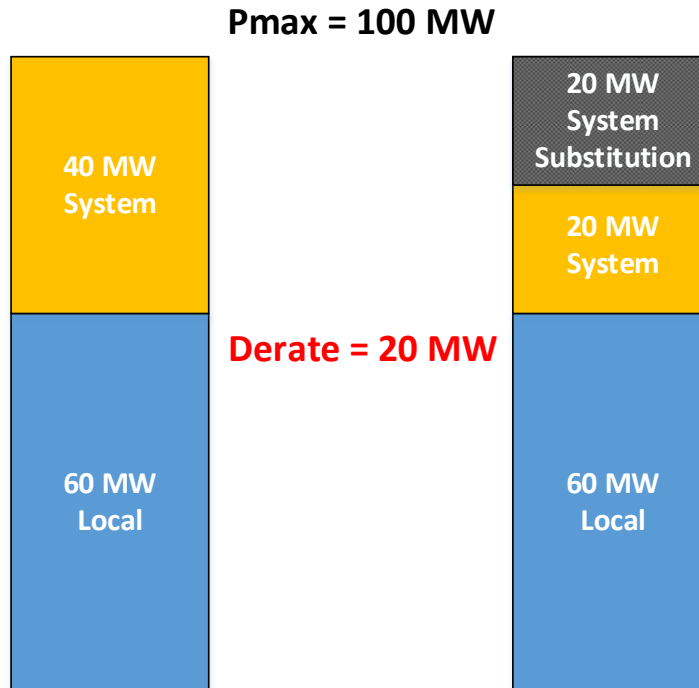 Pmax = 100 MW
40 MW
System
60 MW
Local
Derate = 20 MW
20 MW
System
Substitution
20 MW
System
60 MW
Local